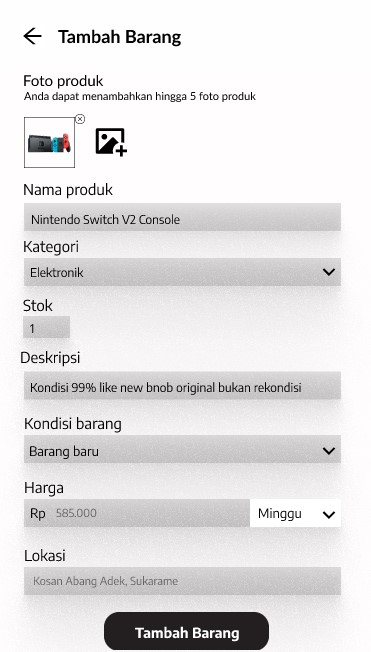 Tambah Barang
Foto produk
Anda dapat menambahkan hingga 5 foto produk
Nama produk
Nintendo Switch V2 Console
Kategori
Elektronik
Stok
1
Deskripsi
Kondisi 99% like new bnob original bukan rekondisi
Kondisi barang
Barang baru
Harga
Rp 585.000 Minggu
Lokasi
Kosan Abang Adek, Sukarame
Tambah Barang